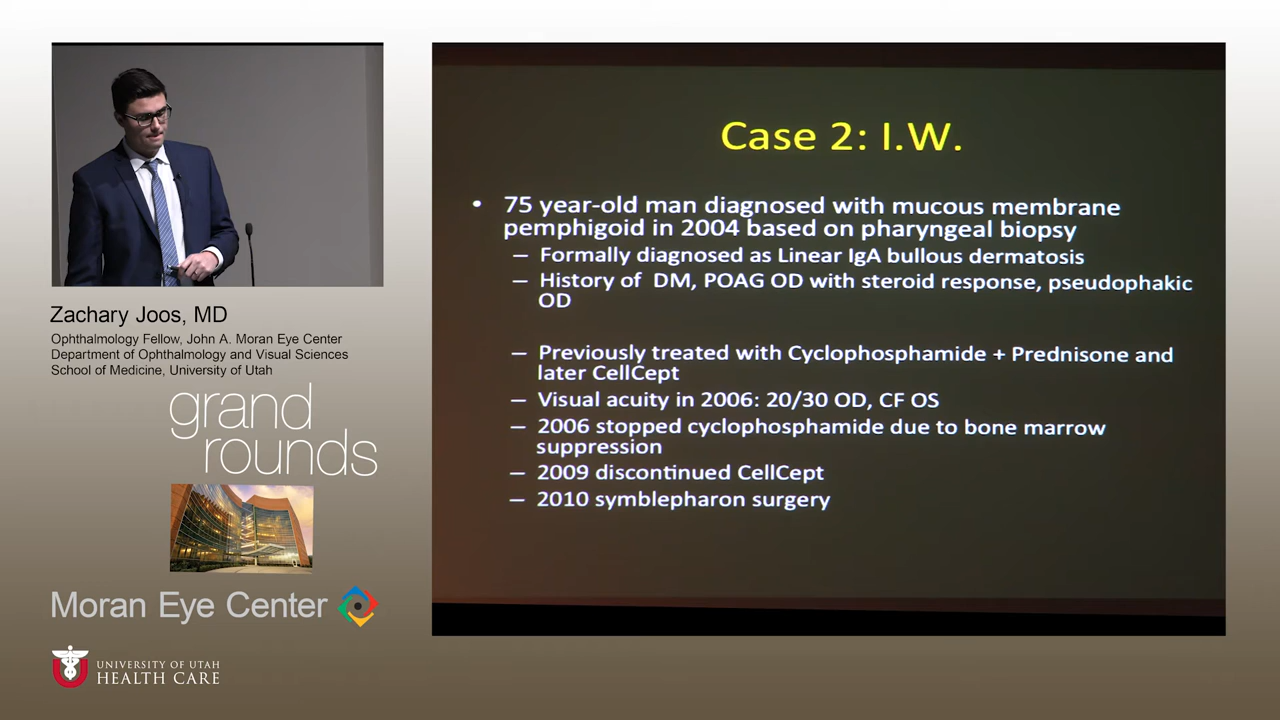 Case 2: I.W.
• 75 year-old man diagnosed with mucous membrane
pemphigoid in 2004 based on pharyngeal biopsy
– Formally diagnosed as Linear IgA bullous dermatosis
– History of DM, POAG OD with steroid response, pseudophakic
OD
– Previously treated with Cyclophosphamide + Prednisone and
later CellCept
– Visual acuity in 2006: 20/30 OD, CF OS
– 2006 stopped cyclophosphamide due to bone marrow
suppression
– 2009 discontinued CellCept
– 2010 symblepharon surgery
Zachary Joos, MD
Ophthalmology Fellow, John A. Moran Eye Center
Department of Ophthalmology and Visual Sciences
School of Medicine, University of Utah
grand
rounds
Moran Eye Center
U
UNIVERSITY OF UTAH
HEALTH CARE